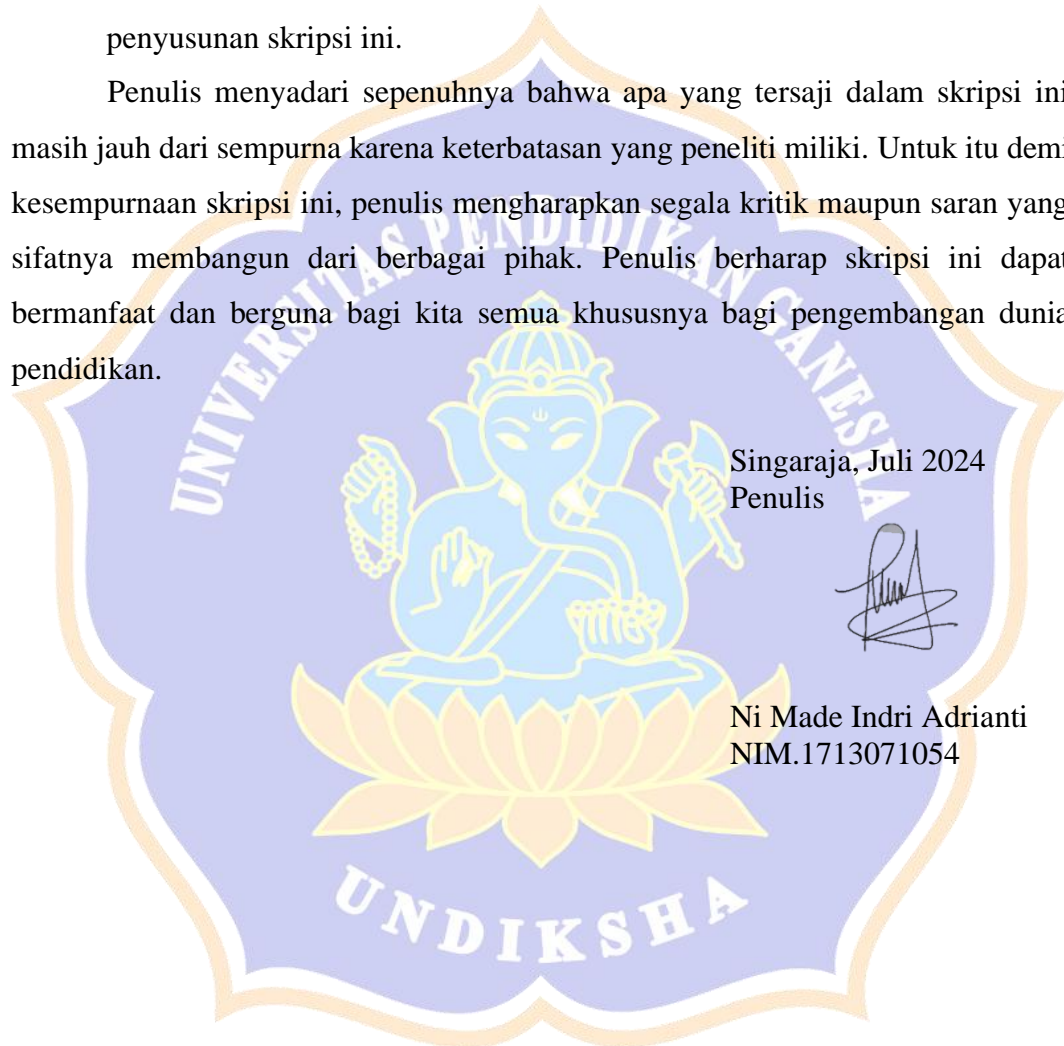 penyusunan skripsi ini.
Penulis menyadari sepenuhnya bahwa apa yang tersaji dalam skripsi ini
masih jauh dari sempurna karena keterbatasan yang peneliti miliki. Untuk itu demi
kesempurnaan skripsi ini, penulis mengharapkan segala kritik maupun saran yang
sifatnya membangun dari berbagai pihak. Penulis berharap skripsi ini dapat
bermanfaat dan berguna bagi kita semua khususnya bagi pengembangan dunia
pendidikan.
UNIVERSITAS PENDIDIKAN GANESHA
Singaraja, Juli 2024
Penulis
Ni Made Indri Adrianti
NIM.1713071054
UNDIKSHA